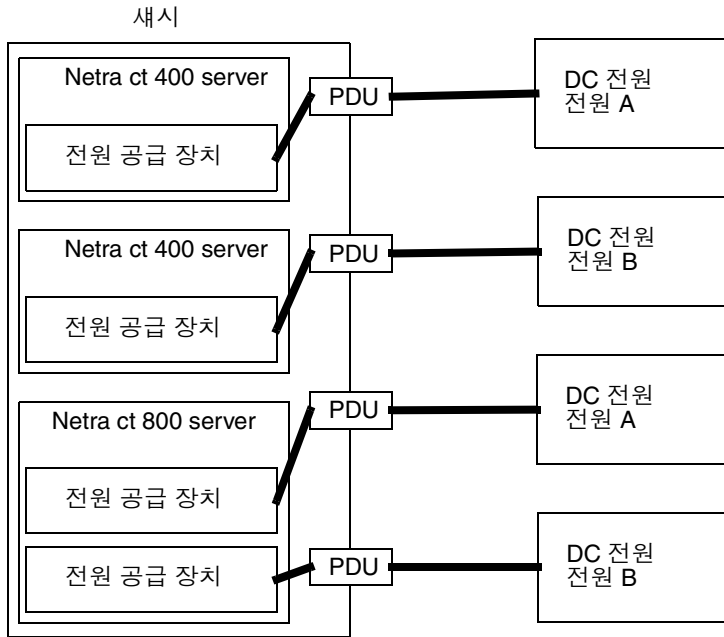 섀시
Netra ct 400 server
전원 공급 장치
PDU
DC 전원
전원 A
Netra ct 400 server
전원 공급 장치
PDU
DC 전원
전원 B
Netra ct 800 server
전원 공급 장치
PDU
DC 전원
전원 A
전원 공급 장치
PDU
DC 전원
전원 B